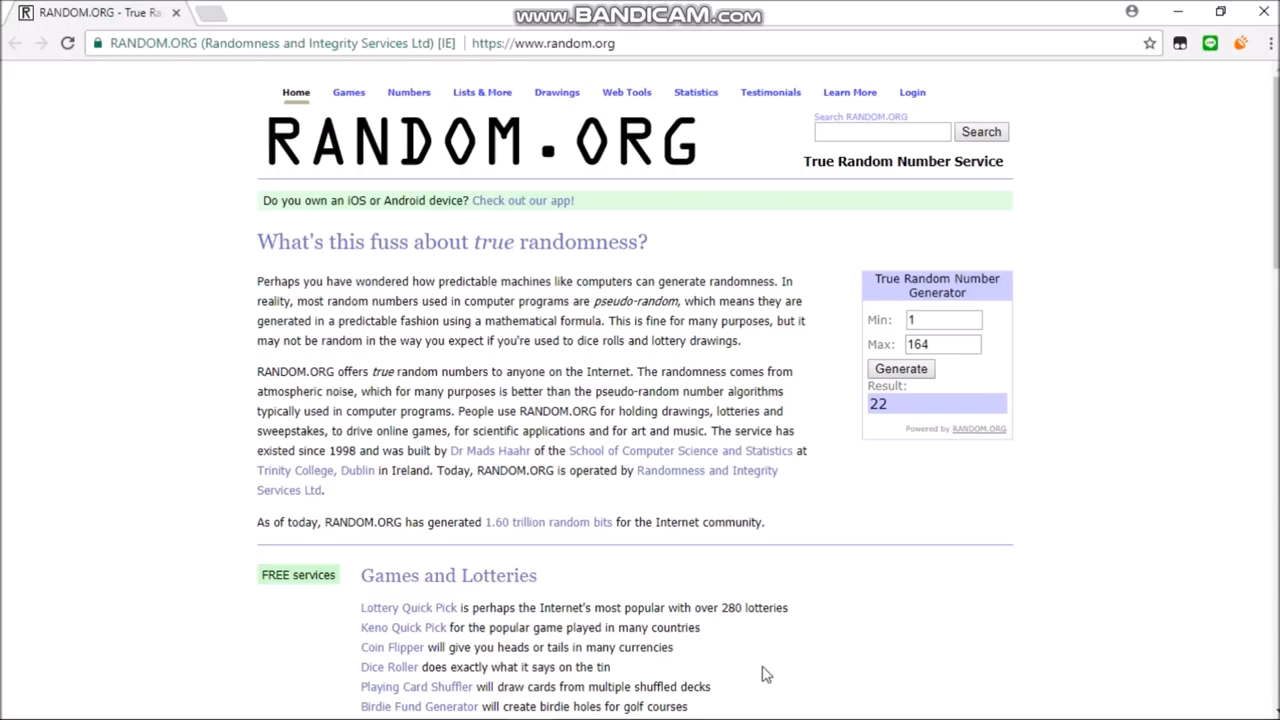 RANDOM.ORG - True Ra
www.BANDICAM.com
RANDOM.ORG (Randomness and Integrity Services Ltd) [IE] https://www.random.org
Home Games Numbers Lists & More Drawings Web Tools Statistics Testimonials Learn More Login
RANDOM.ORG
Search RANDOM.ORG
Search
True Random Number Service
Do you own an iOS or Android device? Check out our app!
What's this fuss about true randomness?
Perhaps you have wondered how predictable machines like computers can generate randomness. In
reality, most random numbers used in computer programs are pseudo-random, which means they are
generated in a predictable fashion using a mathematical formula. This is fine for many purposes, but it
may not be random in the way you expect if you're used to dice rolls and lottery drawings.
RANDOM.ORG offers true random numbers to anyone on the Internet. The randomness comes from
atmospheric noise, which for many purposes is better than the pseudo-random number algorithms
typically used in computer programs. People use RANDOM.ORG for holding drawings, lotteries and
sweepstakes, to drive online games, for scientific applications and for art and music. The service has
existed since 1998 and was built by Dr Mads Haahr of the School of Computer Science and Statistics at
Trinity College, Dublin in Ireland. Today, RANDOM.ORG is operated by Randomness and Integrity
Services Ltd.
As of today, RANDOM.ORG has generated 1.60 trillion random bits for the Internet community.
True Random Number
Generator
Min: 1
Max: 164
Generate
Result:
22
Powered by RANDOM.ORG
FREE services
Games and Lotteries
Lottery Quick Pick is perhaps the Internet's most popular with over 280 lotteries
Keno Quick Pick for the popular game played in many countries
Coin Flipper will give you heads or tails in many currencies
Dice Roller does exactly what it says on the tin
Playing Card Shuffler will draw cards from multiple shuffled decks
Birdie Fund Generator will create birdie holes for golf courses